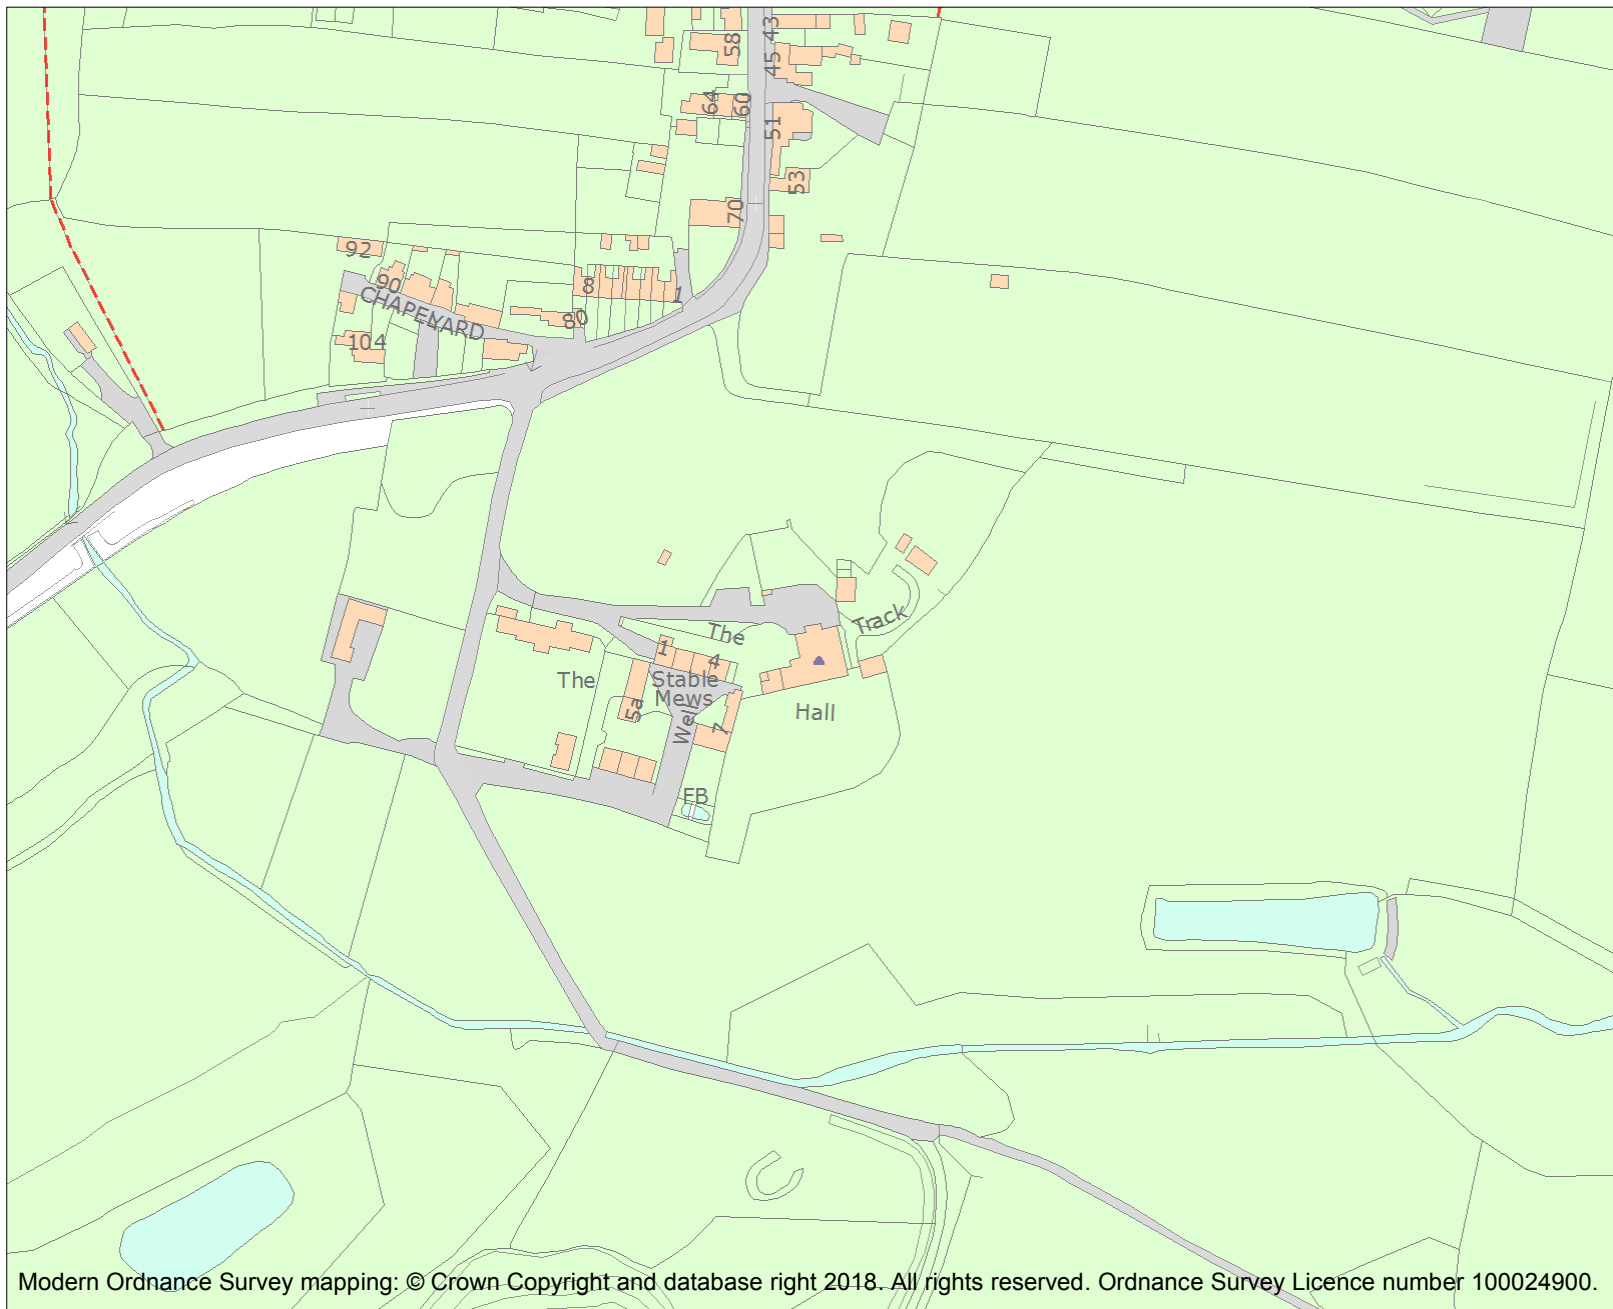 43
58
45
64
60
51
53
70
92
90
8
1
CHAPEL YARD
80
104
The
Track
1
4
The
Stable
Mews
5a
Well
7
Hall
FB
Modern Ordnance Survey mapping: © Crown Copyright and database right 2018. All rights reserved. Ordnance Survey Licence number 100024900.